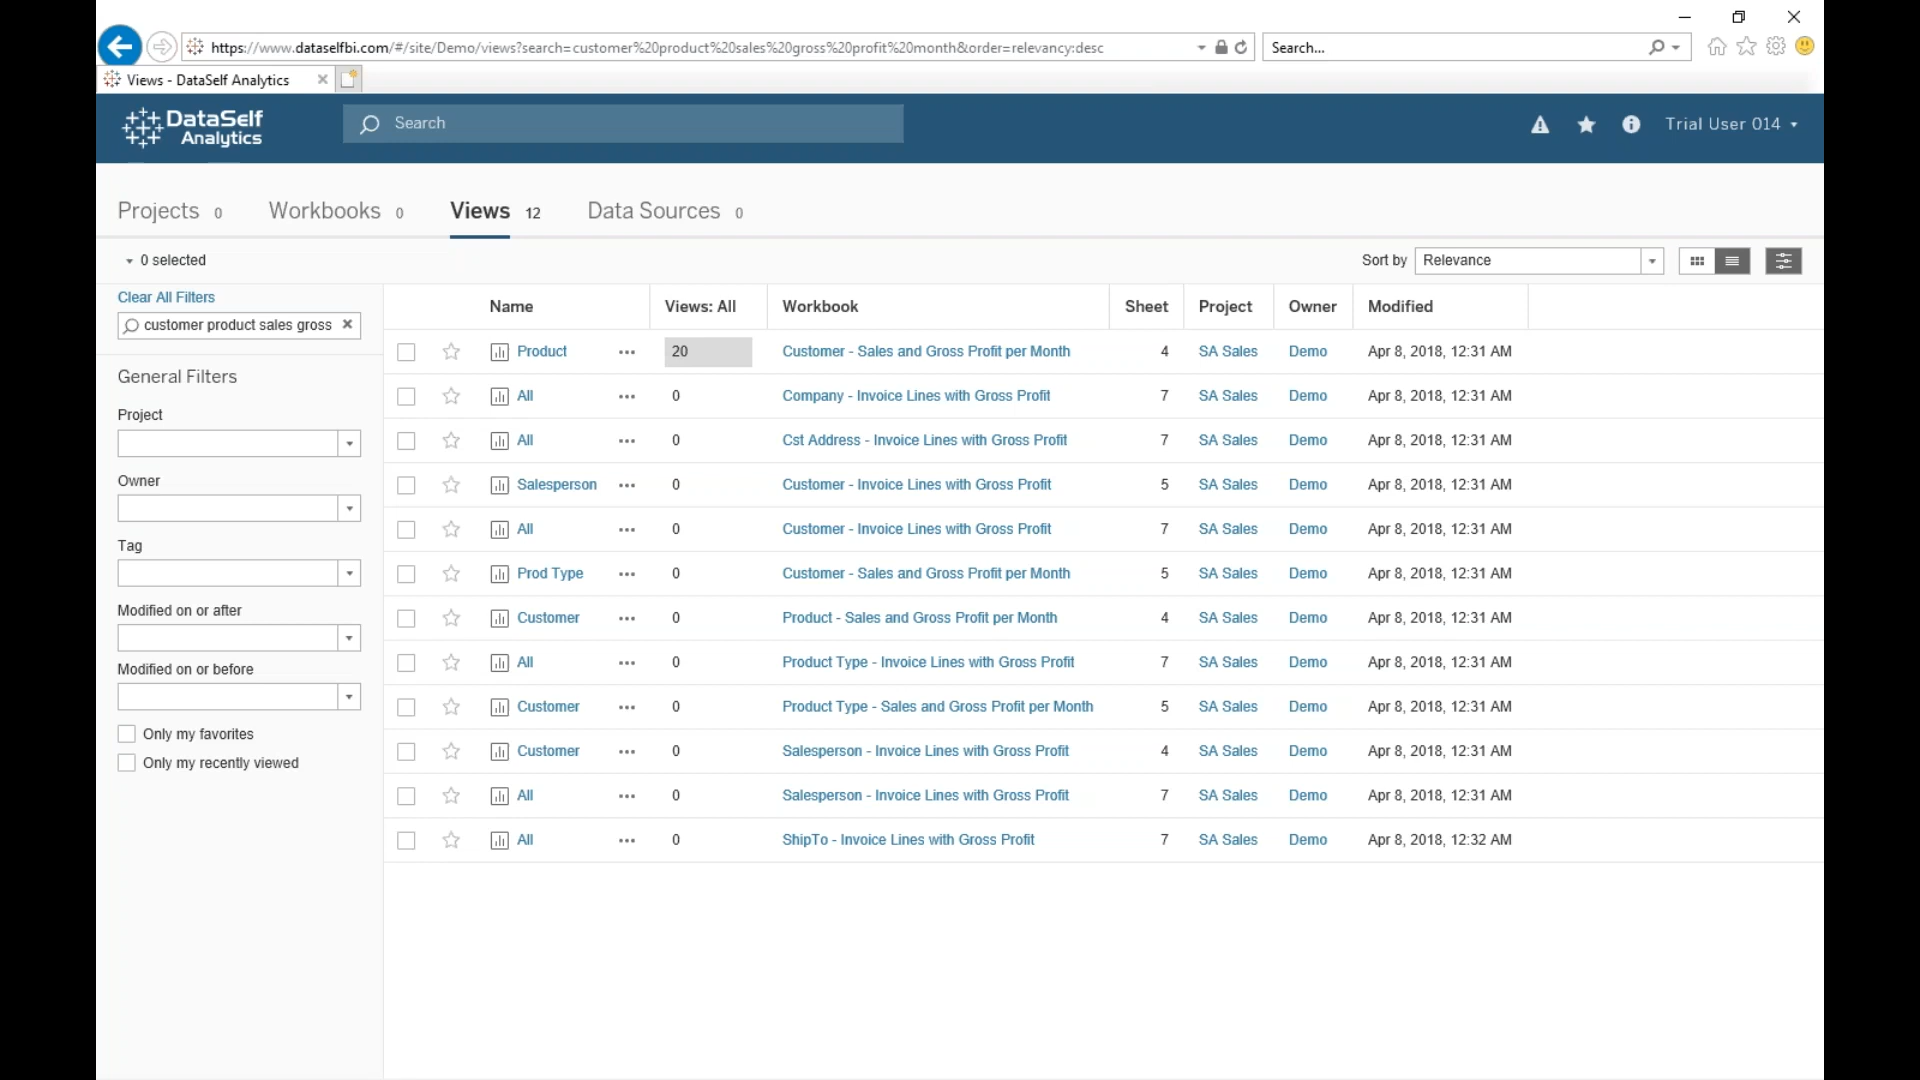 https://www.dataselfbi.com/#/site/Demo/views?search=customer%20product%20sales%20gross%20profit%20month&order=relevancy:desc
Search...
Views - DataSelf Analytics
DataSelf
Analytics
Search
Trial User 014
Projects 0 Workbooks 0 Views 12 Data Sources 0
0 selected
Sort by Relevance
Clear All Filters
customer product sales gross
General Filters
Project
Owner
Tag
Modified on or after
Modified on or before
Only my favorites
Only my recently viewed
Name Views: All Workbook Sheet Project Owner Modified
Product 20 Customer - Sales and Gross Profit per Month 4 SA Sales Demo Apr 8, 2018, 12:31 AM
All 0 Company - Invoice Lines with Gross Profit 7 SA Sales Demo Apr 8, 2018, 12:31 AM
All 0 Cst Address - Invoice Lines with Gross Profit 7 SA Sales Demo Apr 8, 2018, 12:31 AM
Salesperson 0 Customer - Invoice Lines with Gross Profit 5 SA Sales Demo Apr 8, 2018, 12:31 AM
All 0 Customer - Invoice Lines with Gross Profit 7 SA Sales Demo Apr 8, 2018, 12:31 AM
Prod Type 0 Customer - Sales and Gross Profit per Month 5 SA Sales Demo Apr 8, 2018, 12:31 AM
Customer 0 Product - Sales and Gross Profit per Month 4 SA Sales Demo Apr 8, 2018, 12:31 AM
All 0 Product Type - Invoice Lines with Gross Profit 7 SA Sales Demo Apr 8, 2018, 12:31 AM
Customer 0 Product Type - Sales and Gross Profit per Month 5 SA Sales Demo Apr 8, 2018, 12:31 AM
Customer 0 Salesperson - Invoice Lines with Gross Profit 4 SA Sales Demo Apr 8, 2018, 12:31 AM
All 0 Salesperson - Invoice Lines with Gross Profit 7 SA Sales Demo Apr 8, 2018, 12:31 AM
All 0 ShipTo - Invoice Lines with Gross Profit 7 SA Sales Demo Apr 8, 2018, 12:32 AM